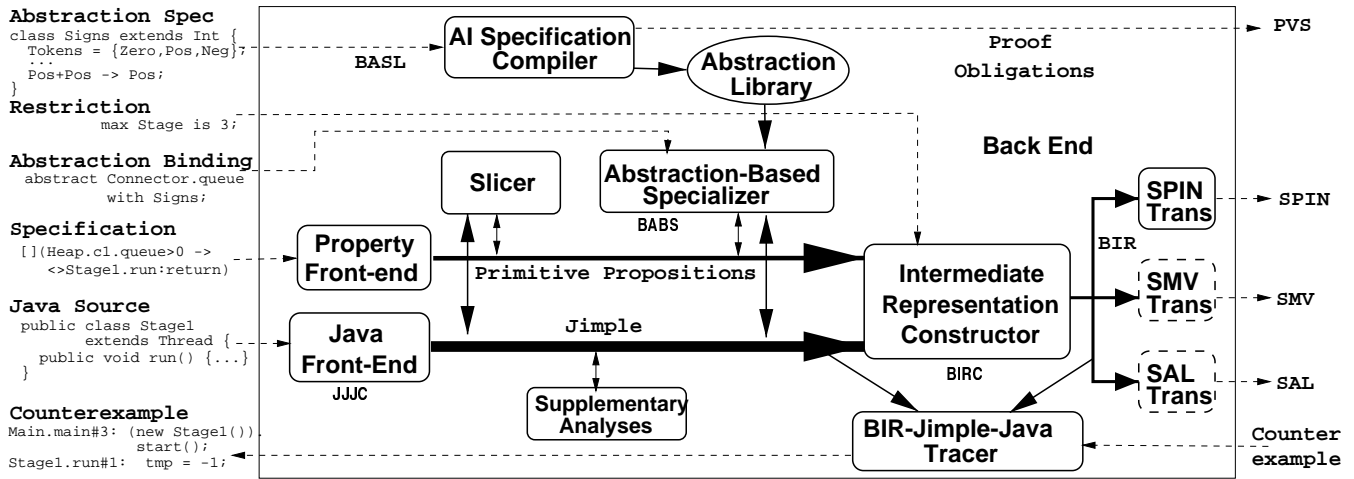 Abstraction Spec
class Signs extends Int {
Tokens = {Zero,Pos,Neg};
...
Pos+Pos -> Pos;
}
BASL
AI Specification
Compiler
Abstraction
Library
Proof
Obligations
PVS
Restriction
max Stage is 3;
Abstraction Binding
abstract Connector.queue
with Signs;
Slicer
Abstraction-Based
Specializer
BABS
Back End
SPIN
Trans
SPIN
Specification
[](Heap.c1.queue>0 ->
<>Stage1.run:return)
Property
Front-end
Primitive Propositions
Intermediate
Representation
Constructor
BIRC
BIR
SMV
Trans
SMV
Java Source
public class Stage1
extends Thread {
public void run() {...}
}
Java
Front-End
JJJC
Jimple
Supplementary
Analyses
SAL
Trans
SAL
Counterexample
Main.main#3: (new Stage1()).
start();
Stage1.run#1: tmp = -1;
BIR-Jimple-Java
Tracer
Counter
example